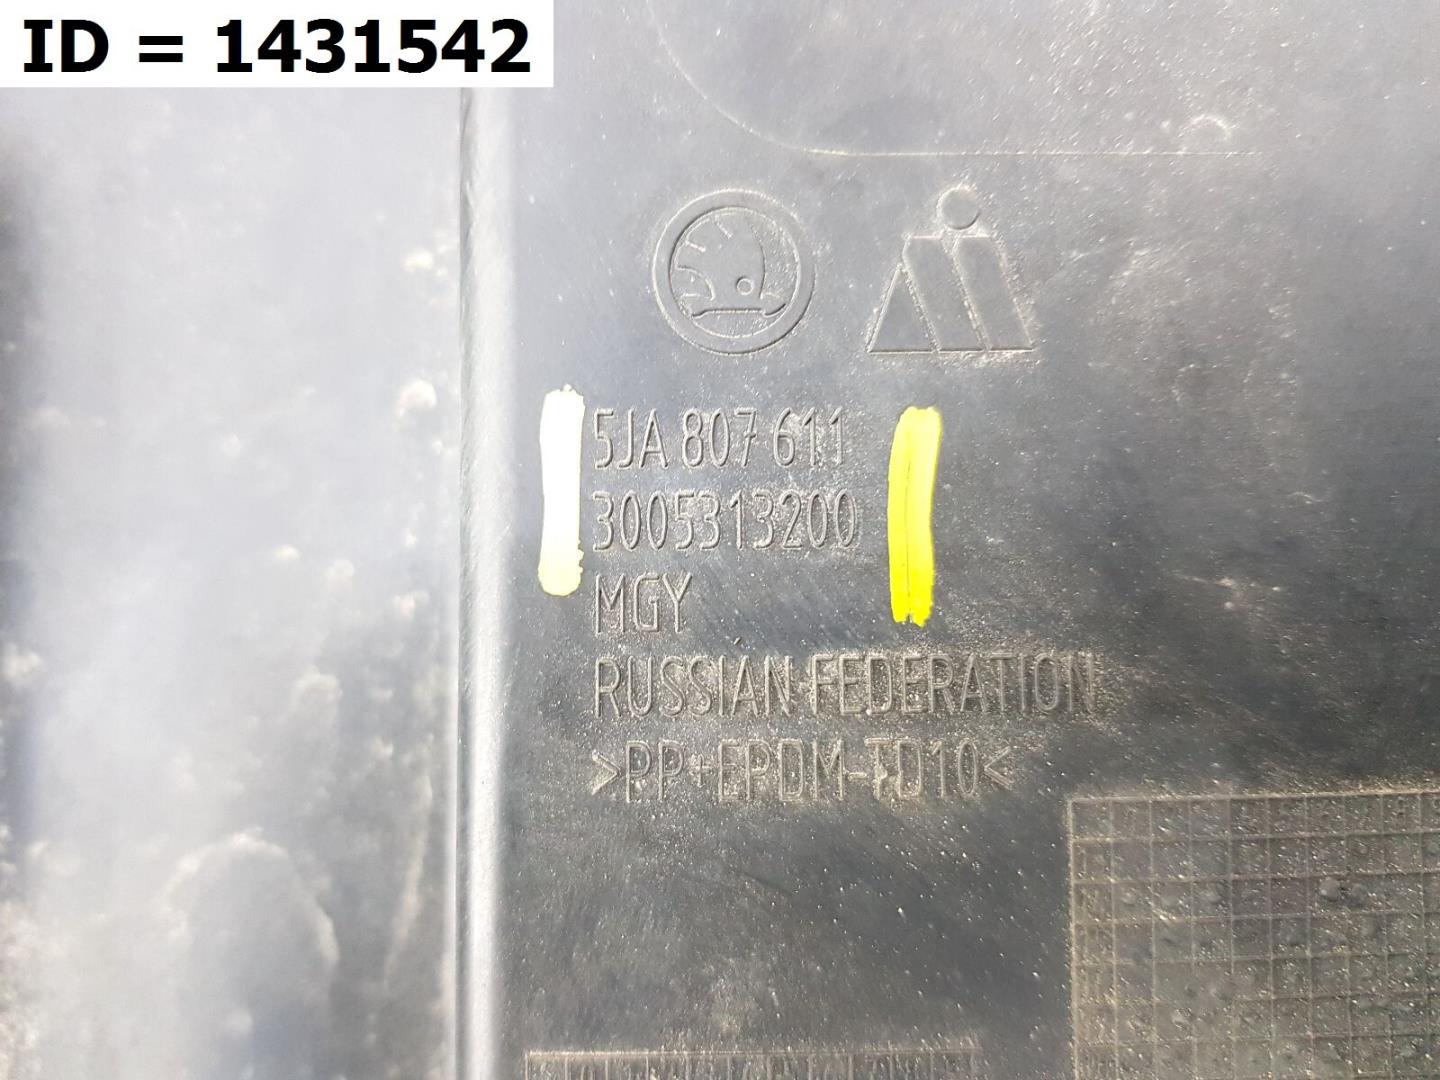 ID = 1431542
5JA 807 611
3005313200
MGY
RUSSIAN FEDERATION
>PP+EPDM-TD10<